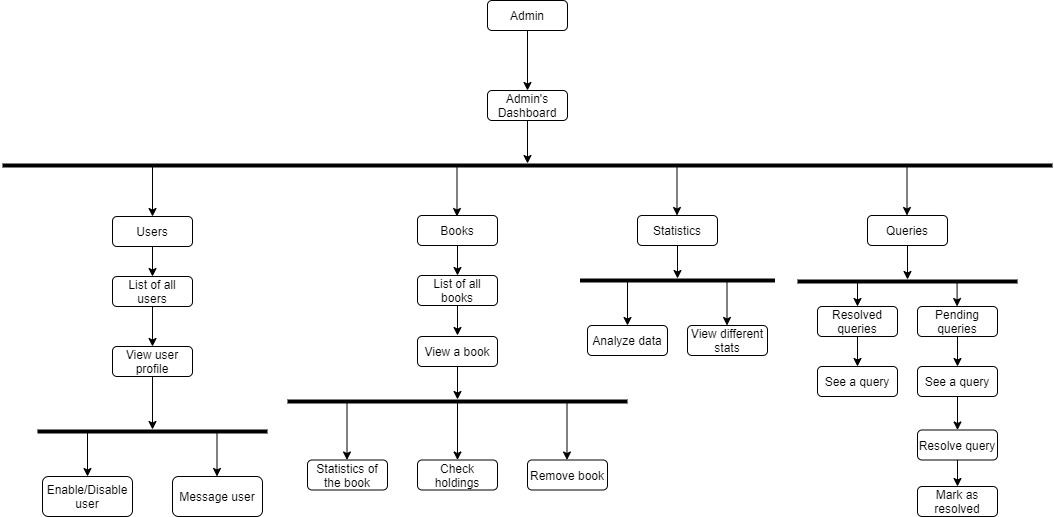 Admin
Admin's
Dashboard
Users
Books
Statistics
Queries
List of all
users
List of all
books
Resolved
queries
Pending
queries
View user
profile
View a book
Analyze data
View different
stats
See a query
See a query
Enable/Disable
user
Message user
Statistics of
the book
Check
holdings
Remove book
Resolve query
Mark as
resolved